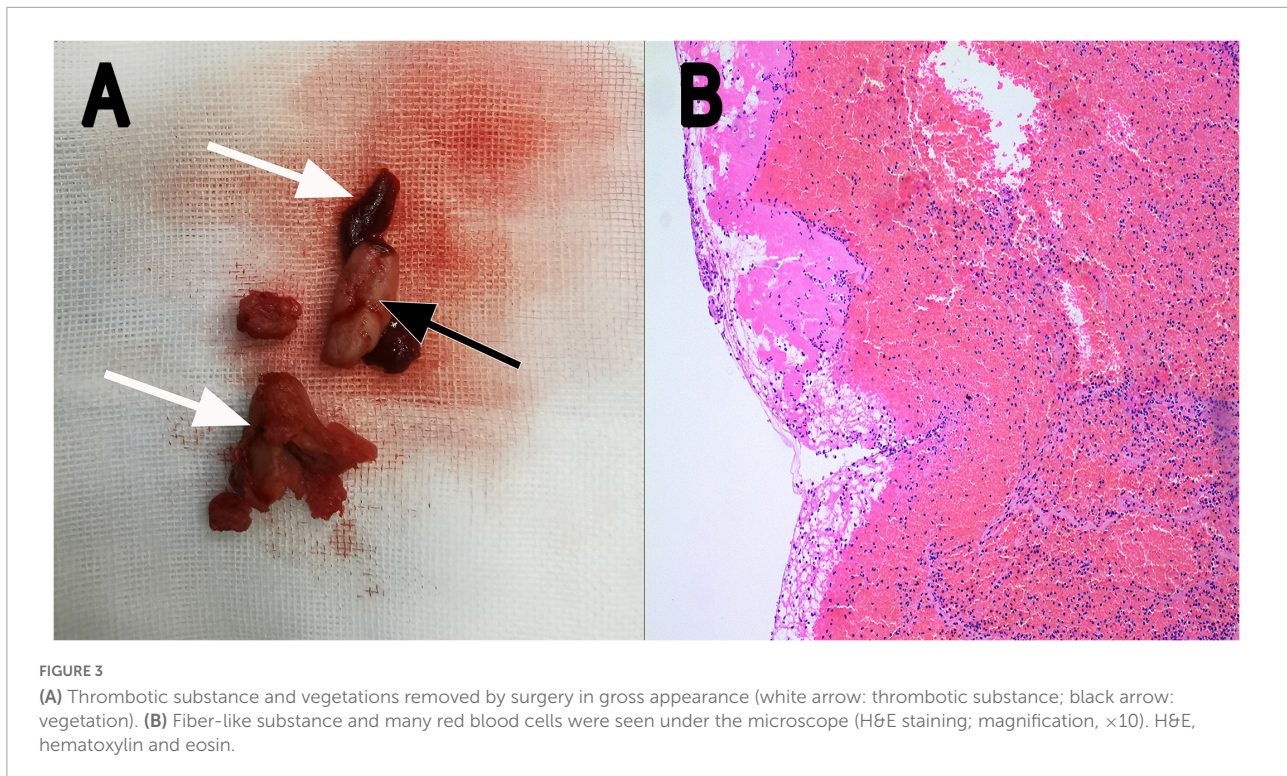 A
B
FIGURE 3
(A) Thrombotic substance and vegetations removed by surgery in gross appearance (white arrow: thrombotic substance; black arrow:
vegetation). (B) Fiber-like substance and many red blood cells were seen under the microscope (H&E staining; magnification, ×10). H&E,
hematoxylin and eosin.